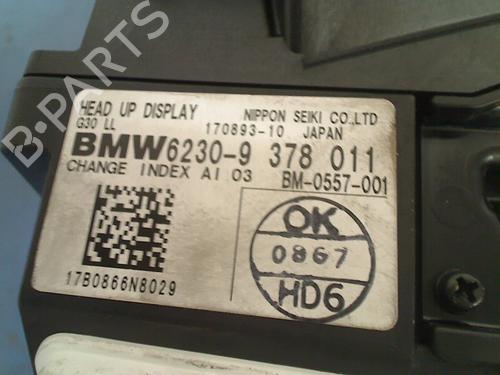 B-PARTS
HEAD UP DISPLAY NIPPON SEIKI CO.,LTD
G30 LL 170893-10 JAPAN
BMW6230-9 378 011
CHANGE INDEX AI 03 BM-0557-001
OK
0867
HD6
17B0866N8029